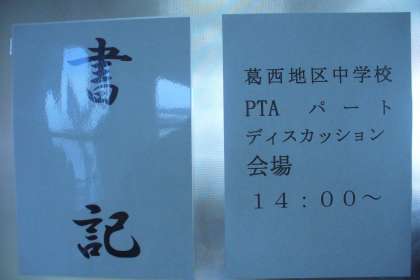 書記
葛西地区中学校
PTA パート
ディスカッション
会場
14:00～